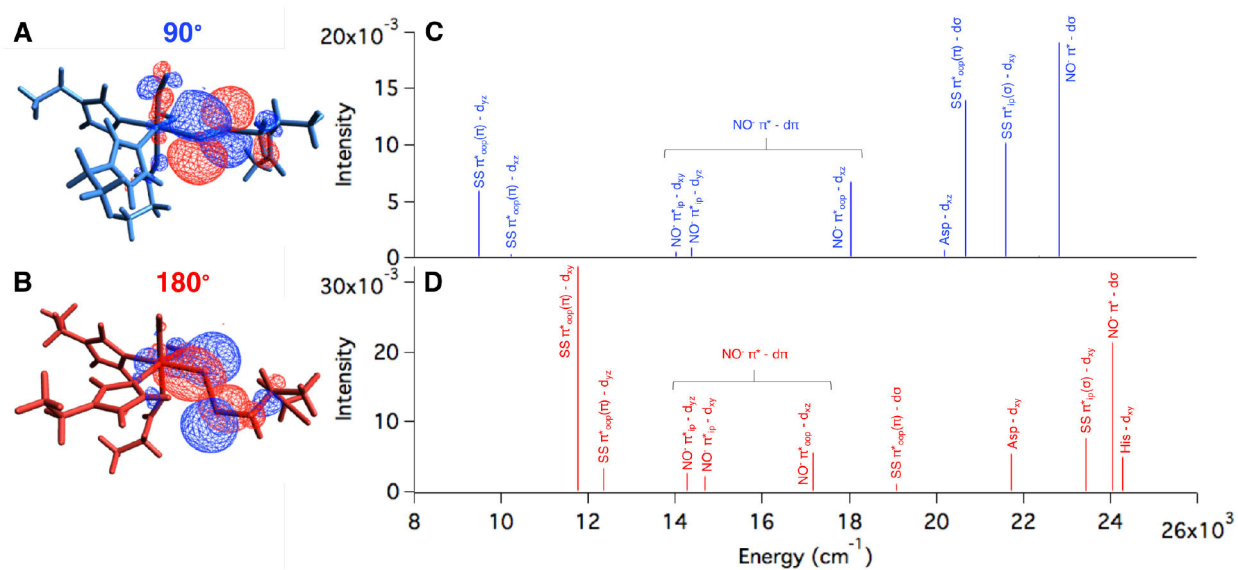 A
90°
B
180°
C
20x10⁻³
15
10
5
0
Intensity
SS π*oop(π) - dyz
SS π*oop(π) - dxz
NO⁻ π* - dπ
NO⁻ π*ip - dxy
NO⁻ π*ip - dyz
NO⁻ π*oop - dxz
Asp - dxz
SS π*oop(π) - dσ
SS π*ip(σ) - dxy
NO⁻ π* - dσ
D
30x10⁻³
20
10
0
Intensity
SS π*oop(π) - dxy
SS π*oop(π) - dyz
NO⁻ π* - dπ
NO⁻ π*ip - dyz
NO⁻ π*ip - dxy
NO⁻ π*oop - dxz
SS π*oop(π) - dσ
Asp - dxy
SS π*ip(σ) - dxy
NO⁻ π* - dσ
His - dxy
8 10 12 14 16 18 20 22 24 26x10³
Energy (cm⁻¹)